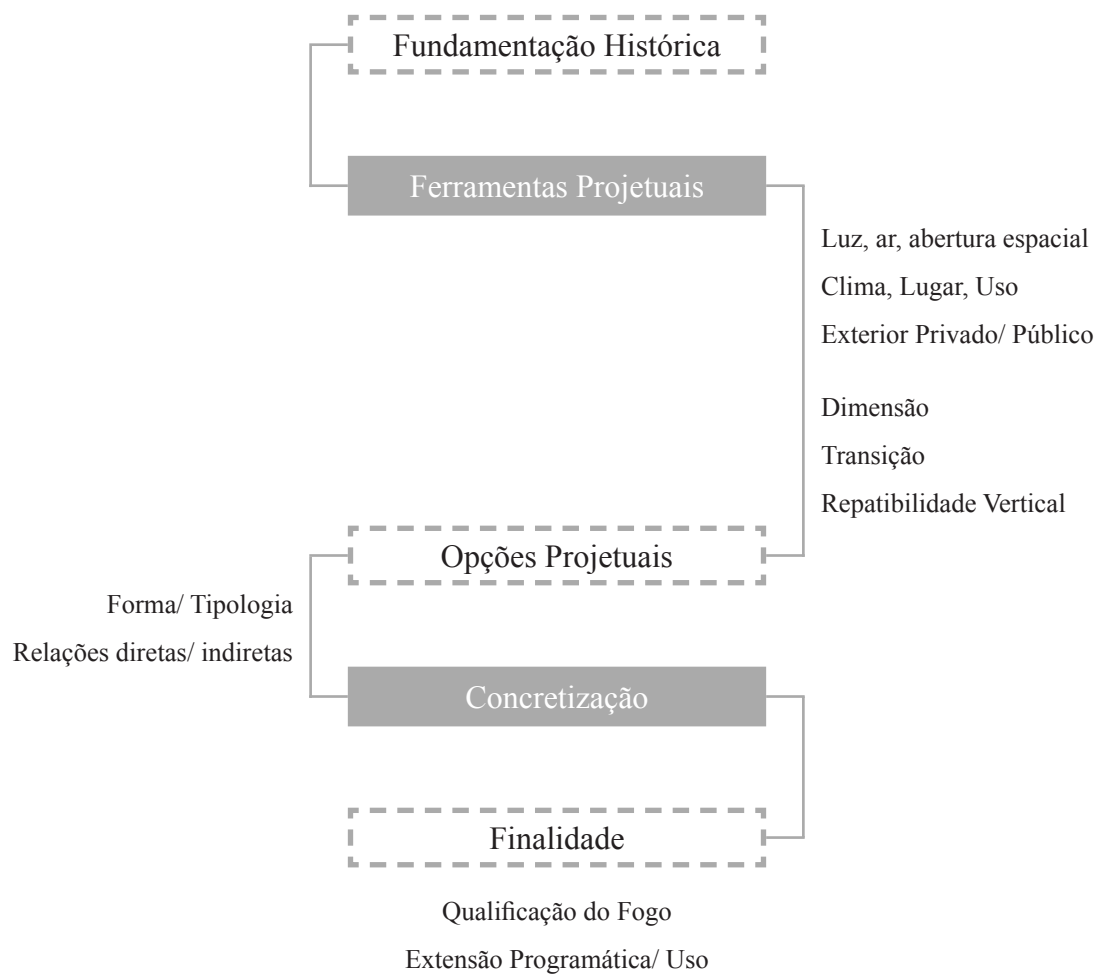 Fundamentação Histórica
Ferramentas Projetuais
Luz, ar, abertura espacial
Clima, Lugar, Uso
Exterior Privado/ Público
Dimensão
Transição
Repatibilidade Vertical
Opções Projetuais
Forma/ Tipologia
Relações diretas/ indiretas
Concretização
Finalidade
Qualificação do Fogo
Extensão Programática/ Uso